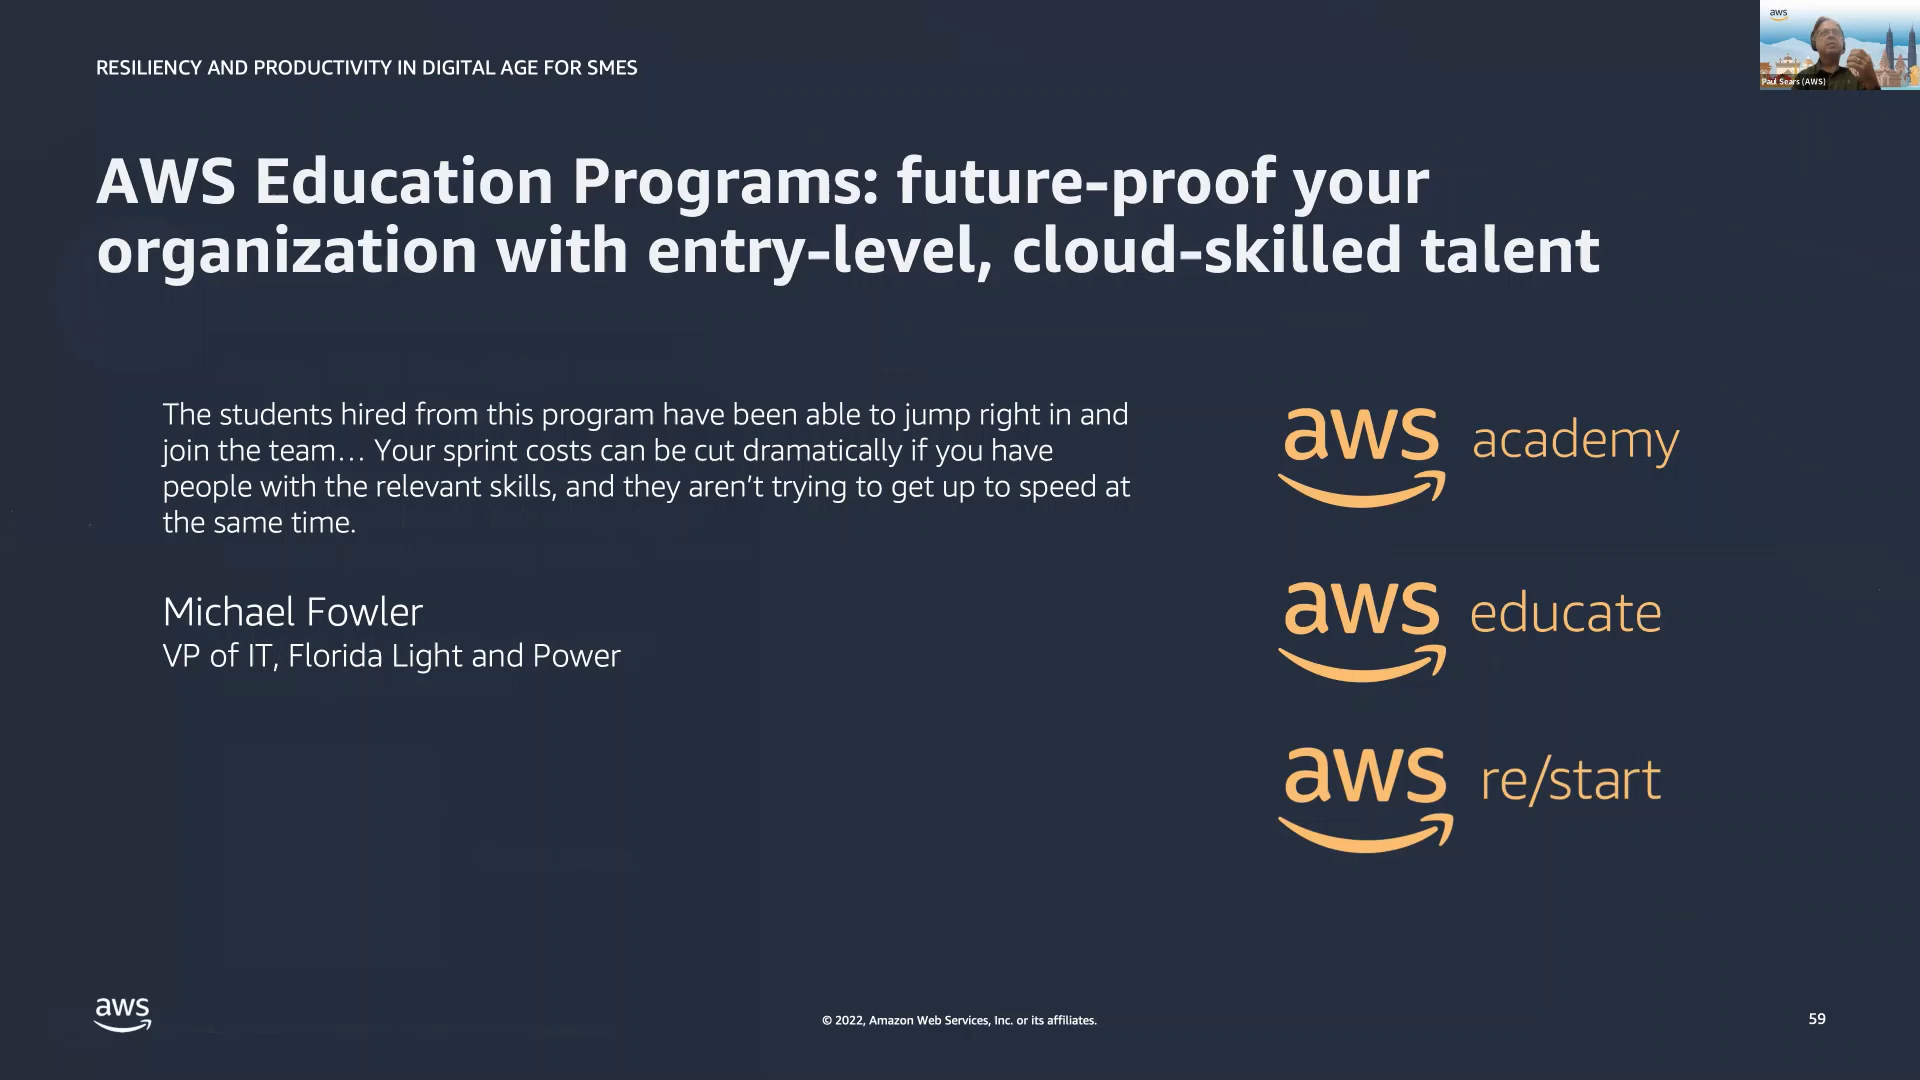 aws
Paul Sears (AWS)
RESILIENCY AND PRODUCTIVITY IN DIGITAL AGE FOR SMES
AWS Education Programs: future-proof your
organization with entry-level, cloud-skilled talent
The students hired from this program have been able to jump right in and
join the team… Your sprint costs can be cut dramatically if you have
people with the relevant skills, and they aren’t trying to get up to speed at
the same time.
Michael Fowler
VP of IT, Florida Light and Power
aws academy
aws educate
aws re/start
aws
© 2022, Amazon Web Services, Inc. or its affiliates.
59